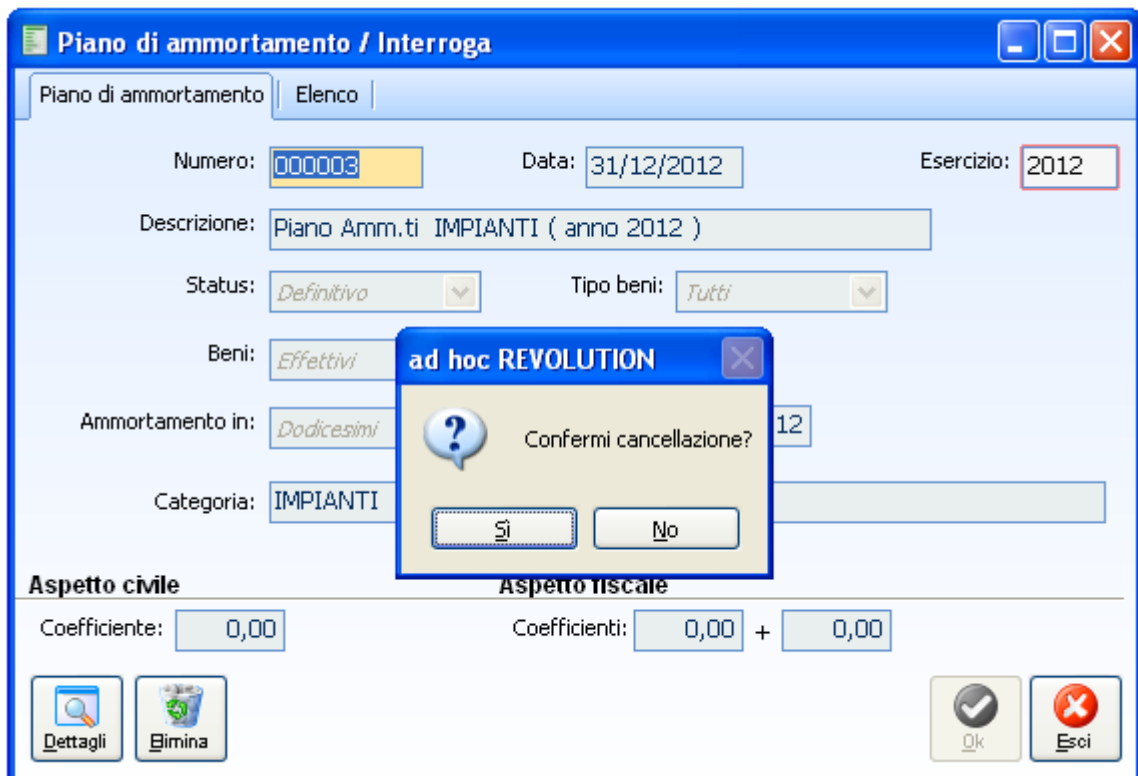 Piano di ammortamento / Interroga
Piano di ammortamento Elenco
Numero: 000003 Data: 31/12/2012 Esercizio: 2012
Descrizione: Piano Amm.ti IMPIANTI ( anno 2012 )
Status: Definitivo Tipo beni: Tutti
Beni: Effettivi
ad hoc REVOLUTION
Ammortamento in: Dodicesimi 12
Confermi cancellazione?
Categoria: IMPIANTI
Sì No
Aspetto civile Aspetto fiscale
Coefficiente: 0,00 Coefficienti: 0,00 + 0,00
Dettagli Elimina Ok Esci